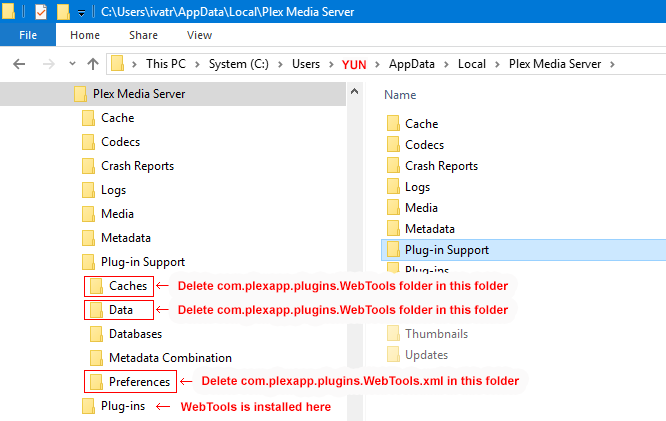 C:\Users\ivatr\AppData\Local\Plex Media Server
File Home Share View
This PC System (C:) Users YUN AppData Local Plex Media Server
Plex Media Server
Cache
Codecs
Crash Reports
Logs
Media
Metadata
Plug-in Support
Caches Delete com.plexapp.plugins.WebTools folder in this folder
Data Delete com.plexapp.plugins.WebTools folder in this folder
Databases
Metadata Combination
Preferences Delete com.plexapp.plugins.WebTools.xml in this folder
Plug-ins WebTools is installed here
Name
Cache
Codecs
Crash Reports
Logs
Media
Metadata
Plug-in Support
Plug-ins
Thumbnails
Updates